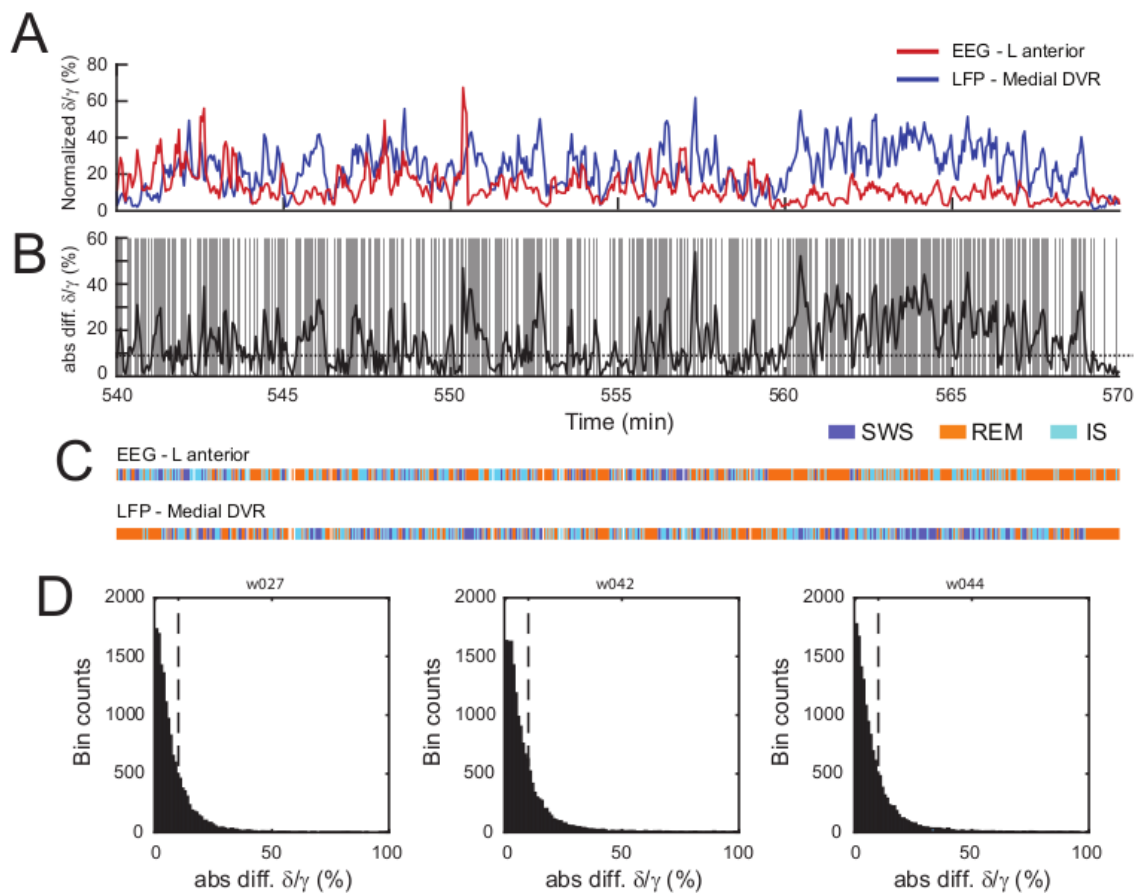 A
EEG - L anterior
LFP - Medial DVR
Normalized δ/γ (%)
80
60
40
20
0
B
abs diff. δ/γ (%)
60
40
20
0
540 545 550 555 560 565 570
Time (min)
SWS REM IS
C
EEG - L anterior
LFP - Medial DVR
D
w027 w042 w044
2000 2000 2000
1500 1500 1500
1000 1000 1000
500 500 500
0 0 0
Bin counts Bin counts Bin counts
0 50 100 0 50 100 0 50 100
abs diff. δ/γ (%) abs diff. δ/γ (%) abs diff. δ/γ (%)